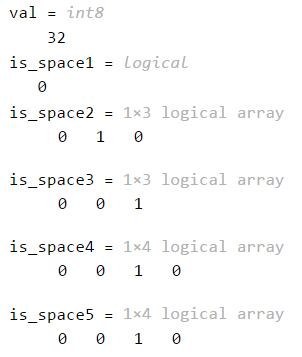 val = int8
32
is_space1 = logical
0
is_space2 = 1×3 logical array
0 1 0
is_space3 = 1×3 logical array
0 0 1
is_space4 = 1×4 logical array
0 0 1 0
is_space5 = 1×4 logical array
0 0 1 0